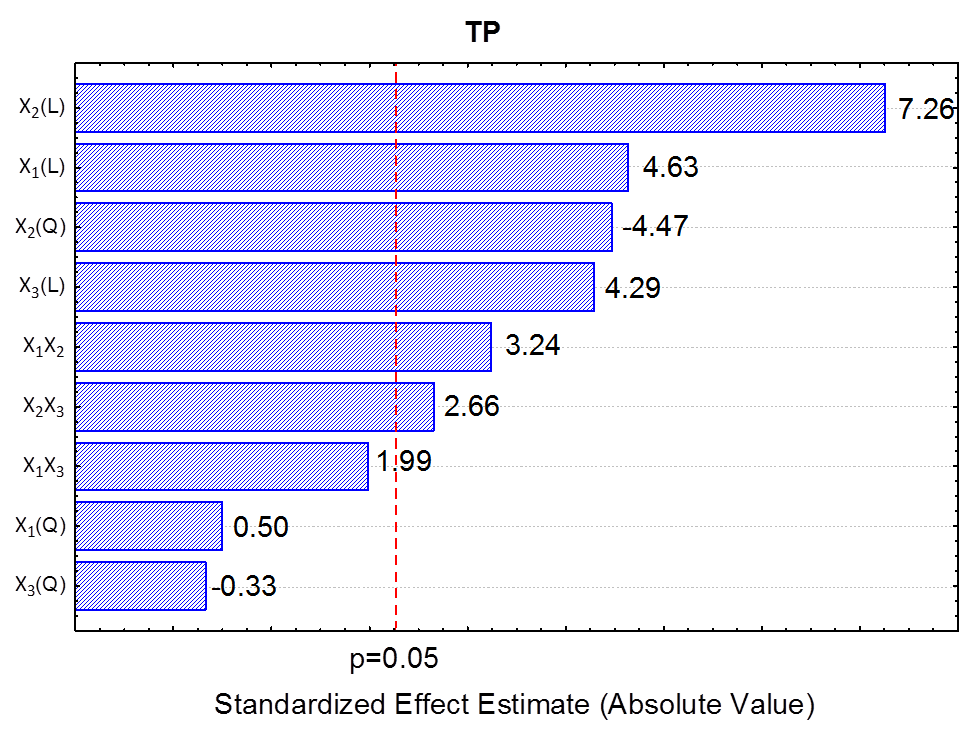 TP
X₂(L) 7.26
X₁(L) 4.63
X₂(Q) -4.47
X₃(L) 4.29
X₁X₂ 3.24
X₂X₃ 2.66
X₁X₃ 1.99
X₁(Q) 0.50
X₃(Q) -0.33
p=0.05
Standardized Effect Estimate (Absolute Value)